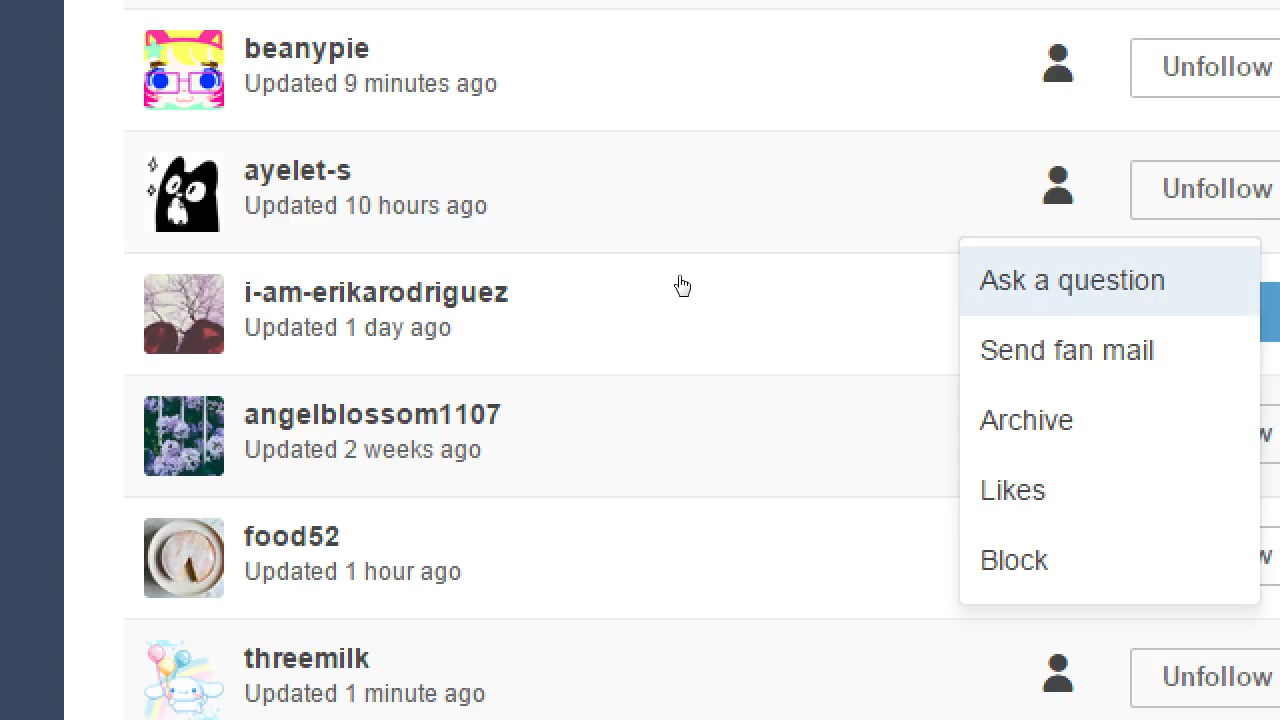 beanypie
Updated 9 minutes ago
Unfollow
ayelet-s
Updated 10 hours ago
Unfollow
i-am-erikarodriguez
Updated 1 day ago
Ask a question
Send fan mail
Archive
Likes
Block
angelblossom1107
Updated 2 weeks ago
food52
Updated 1 hour ago
threemilk
Updated 1 minute ago
Unfollow